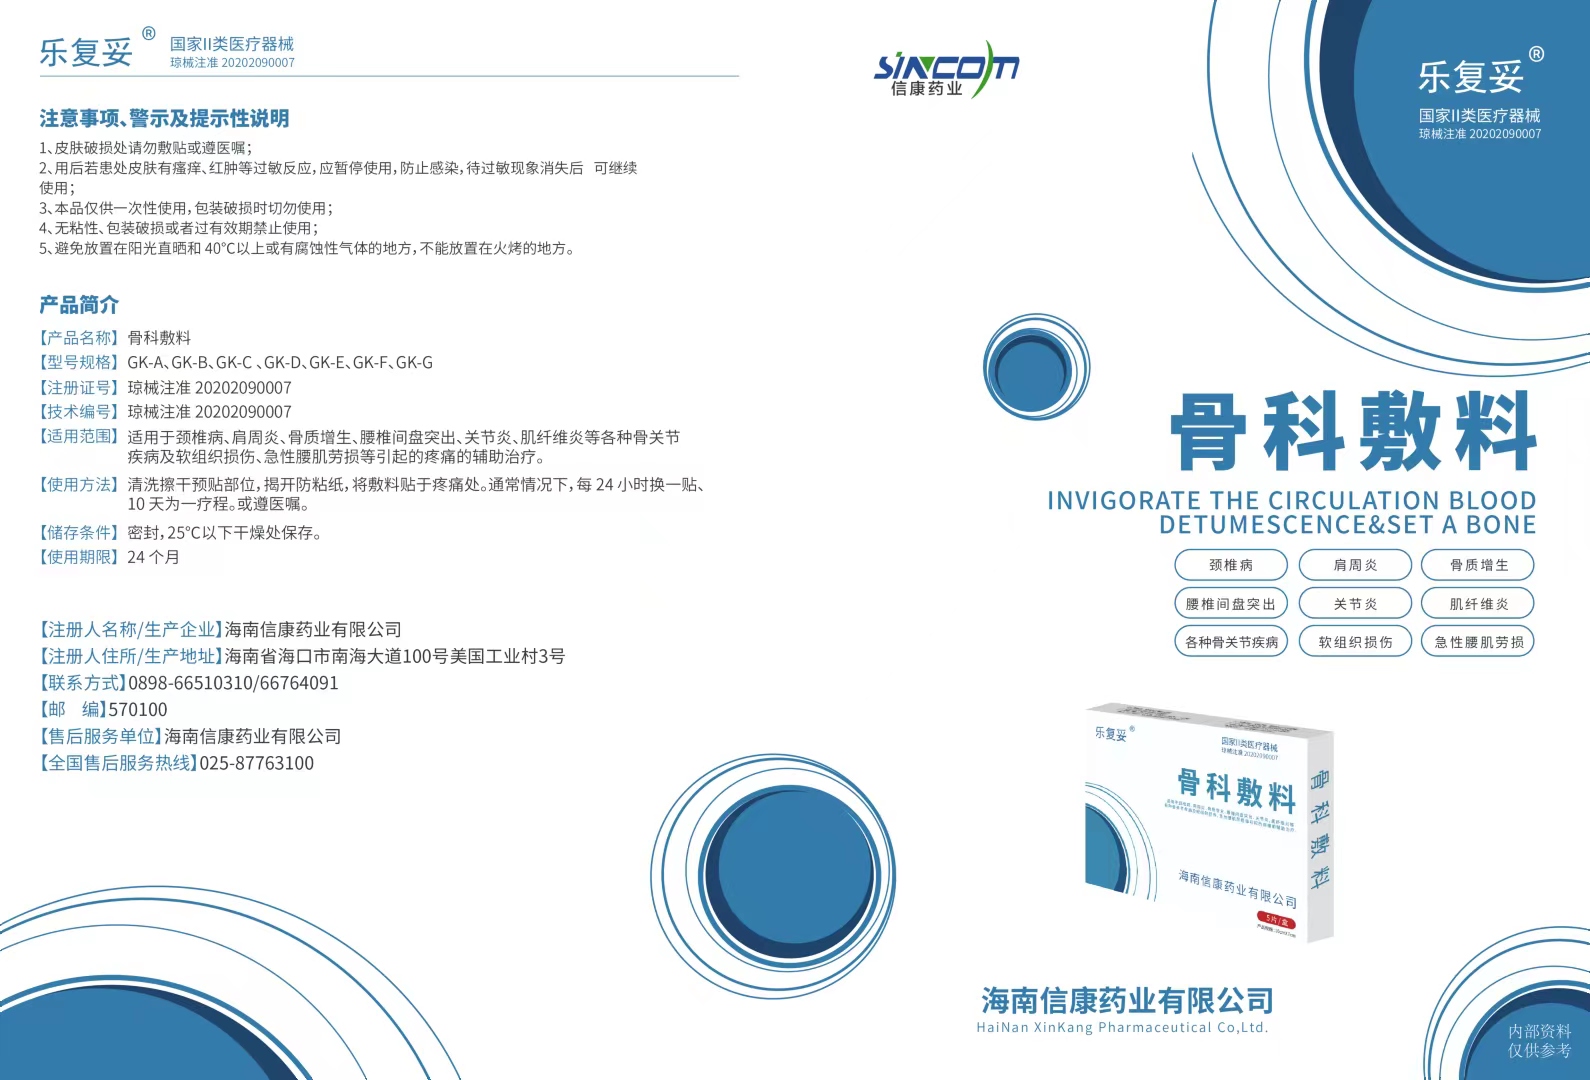 乐复妥®
国家II类医疗器械
琼械注准 20202090007
注意事项、警示及提示性说明
1、皮肤破损处请勿敷贴或遵医嘱；
2、用后若患处皮肤有瘙痒、红肿等过敏反应，应暂停使用，防止感染，待过敏现象消失后 可继续
使用；
3、本品仅供一次性使用，包装破损时切勿使用；
4、无粘性、包装破损或者过有效期禁止使用；
5、避免放置在阳光直晒和 40℃以上或有腐蚀性气体的地方，不能放置在火烤的地方。
产品简介
【产品名称】骨科敷料
【型号规格】GK-A、GK-B、GK-C 、GK-D、GK-E、GK-F、GK-G
【注册证号】琼械注准 20202090007
【技术编号】琼械注准 20202090007
【适用范围】适用于颈椎病、肩周炎、骨质增生、腰椎间盘突出、关节炎、肌纤维炎等各种骨关节
疾病及软组织损伤、急性腰肌劳损等引起的疼痛的辅助治疗。
【使用方法】清洗擦干预贴部位，揭开防粘纸，将敷料贴于疼痛处。通常情况下，每 24 小时换一贴、
10 天为一疗程。或遵医嘱。
【储存条件】密封，25℃以下干燥处保存。
【使用期限】24 个月
【注册人名称/生产企业】海南信康药业有限公司
【注册人住所/生产地址】海南省海口市南海大道100号美国工业村3号
【联系方式】0898-66510310/66764091
【邮 编】570100
【售后服务单位】海南信康药业有限公司
【全国售后服务热线】025-87763100
SINCOM
信康药业
乐复妥®
国家II类医疗器械
琼械注准 20202090007
骨科敷料
INVIGORATE THE CIRCULATION BLOOD
DETUMESCENCE&SET A BONE
颈椎病 肩周炎 骨质增生
腰椎间盘突出 关节炎 肌纤维炎
各种骨关节疾病 软组织损伤 急性腰肌劳损
乐复妥®
国家II类医疗器械
琼械注准 20202090007
骨科敷料
海南信康药业有限公司
5片/盒
骨科敷料
海南信康药业有限公司
HaiNan XinKang Pharmaceutical Co,Ltd.
内部资料
仅供参考